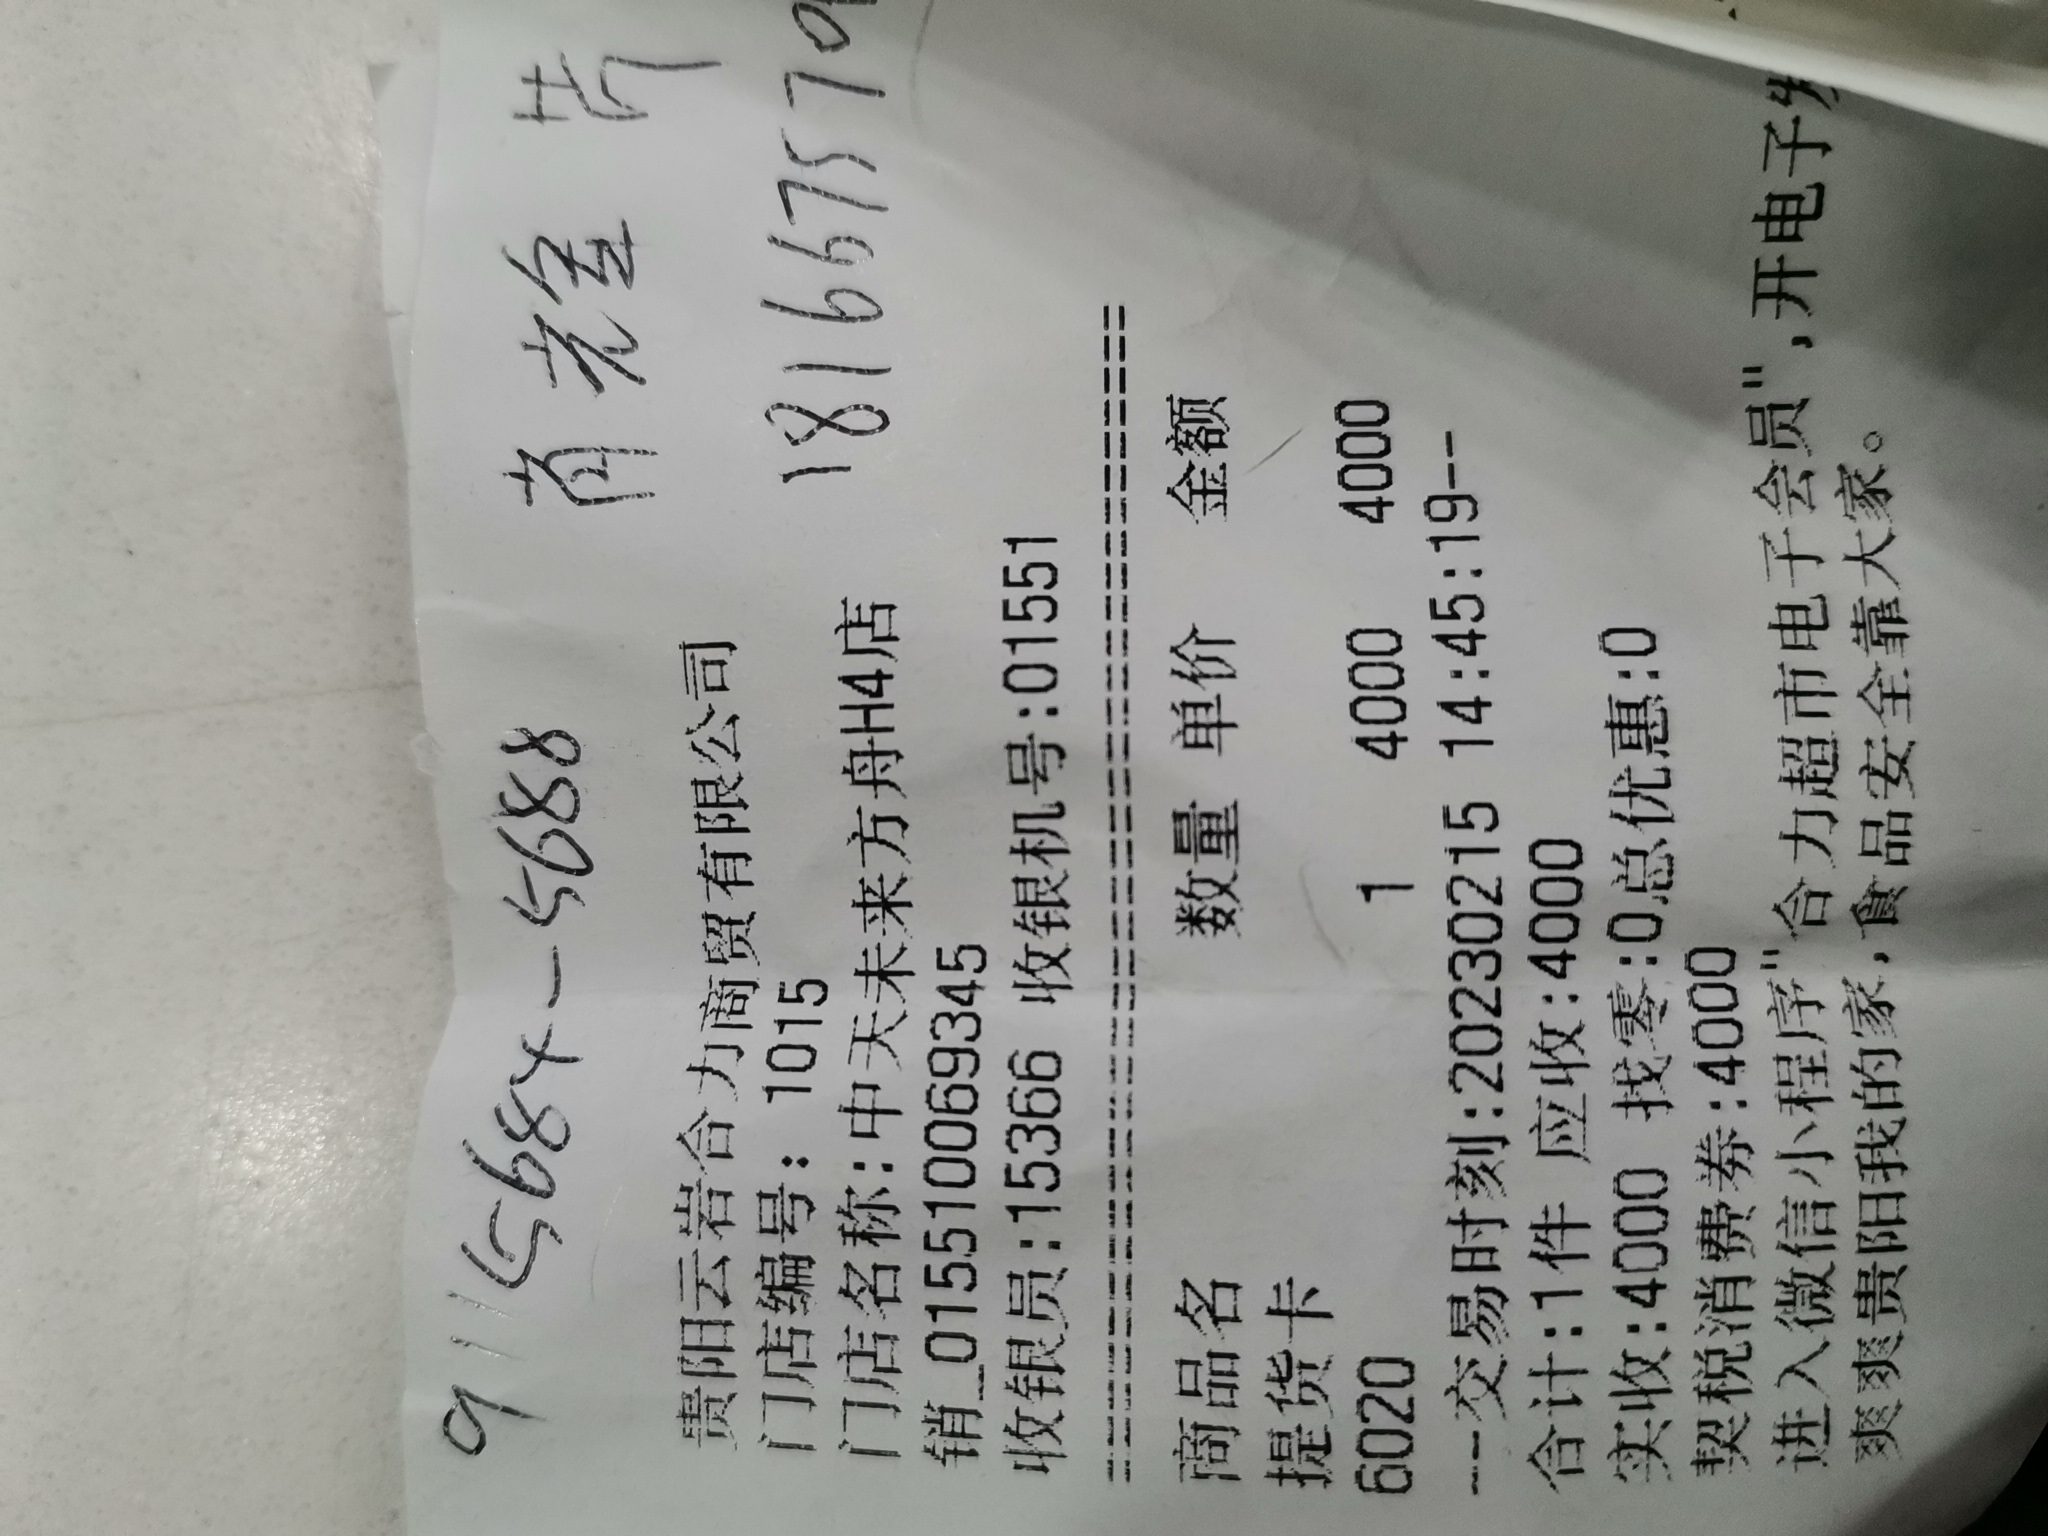 9115684-5688
贵阳云岩合力商贸有限公司
181667579
门店编号: 1015
门店名称:中天未来方舟H4店
销_015510069345
收银员:15366 收银机号:01551
================================
商品名 数量 单价 金额
提货卡
6020 1 4000 4000
--交易时刻:20230215 14:45:19--
合计:1件 应收:4000
实收:4000 找零:0总优惠:0
契税消费券:4000
进入微信小程序"合力超市电子会员",开电子发
爽爽贵阳我的家,食品安全靠大家。